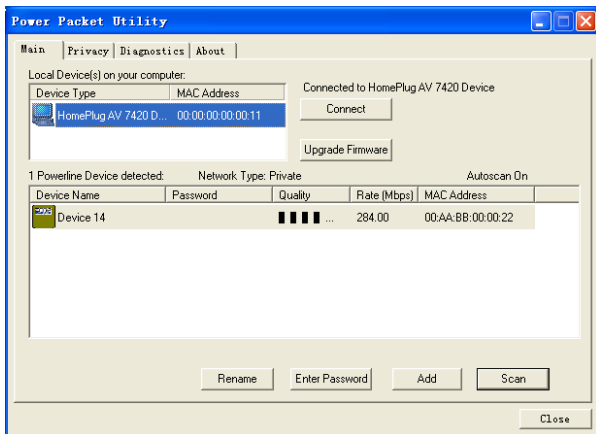 Power Packet Utility
Main Privacy Diagnostics About
Local Device(s) on your computer:
Device Type MAC Address
HomePlug AV 7420 D... 00:00:00:00:00:11
Connected to HomePlug AV 7420 Device
Connect
Upgrade Firmware
1 Powerline Device detected: Network Type: Private Autoscan On
Device Name Password Quality Rate (Mbps) MAC Address
Device 14 ... 284.00 00:AA:BB:00:00:22
Rename Enter Password Add Scan
Close